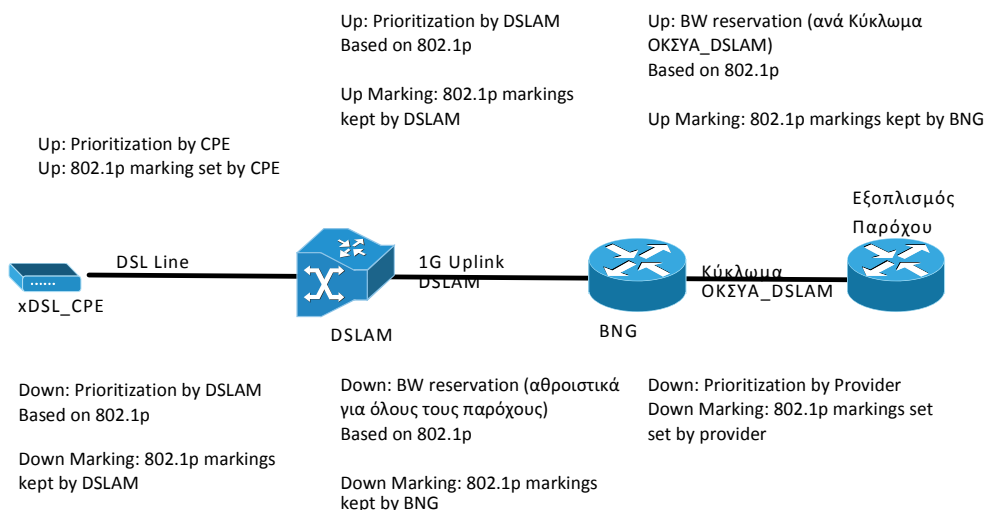 Up: Prioritization by DSLAM
Based on 802.1p
Up Marking: 802.1p markings
kept by DSLAM
Up: BW reservation (ανά Κύκλωμα
ΟΚΣΥΑ_DSLAM)
Based on 802.1p
Up Marking: 802.1p markings kept by BNG
Up: Prioritization by CPE
Up: 802.1p marking set by CPE
Εξοπλισμός
Παρόχου
DSL Line
1G Uplink
DSLAM
Κύκλωμα
ΟΚΣΥΑ_DSLAM
xDSL_CPE
DSLAM
BNG
Down: Prioritization by DSLAM
Based on 802.1p
Down Marking: 802.1p markings
kept by DSLAM
Down: BW reservation (αθροιστικά
για όλους τους παρόχους)
Based on 802.1p
Down Marking: 802.1p markings
kept by BNG
Down: Prioritization by Provider
Down Marking: 802.1p markings set
set by provider